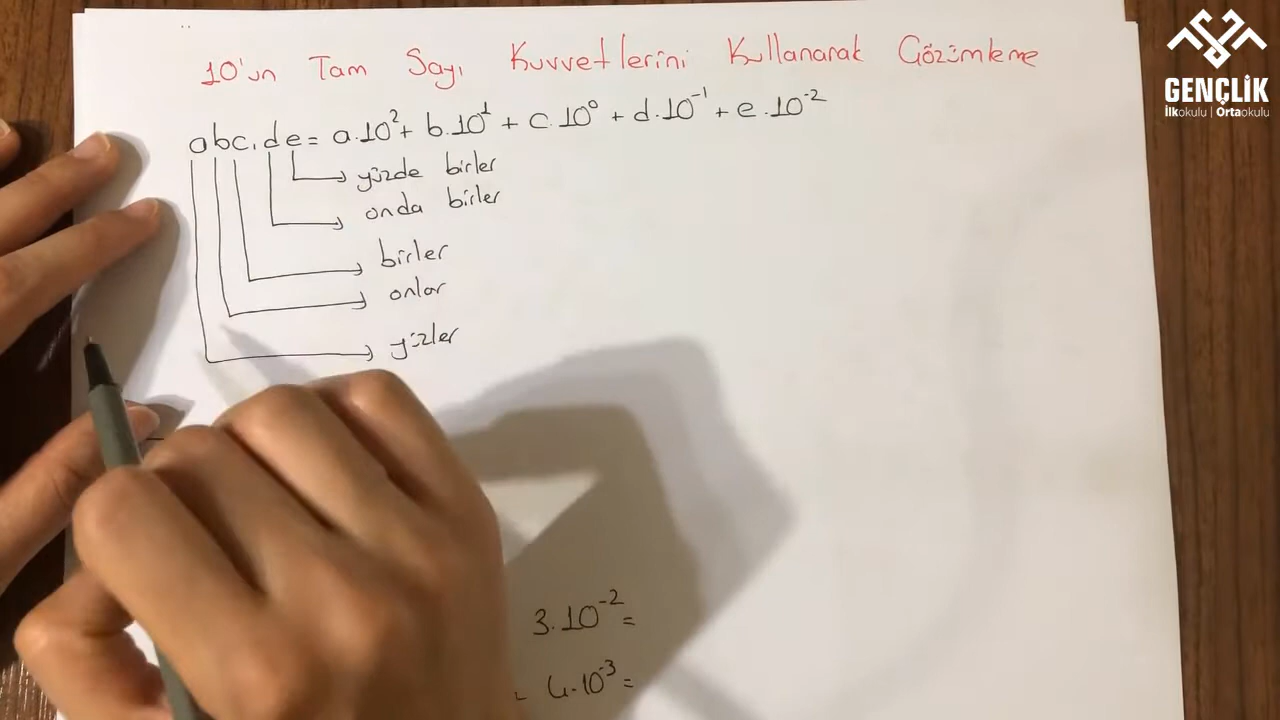 10'un Tam Sayı Kuvvetlerini Kullanarak Çözümleme
abc,de = a.10² + b.10¹ + c.10⁰ + d.10⁻¹ + e.10⁻²
yüzde birler
onda birler
birler
onlar
yüzler
3.10⁻² =
4.10⁻³ =
GENÇLİK
İlkokulu | Ortaokulu